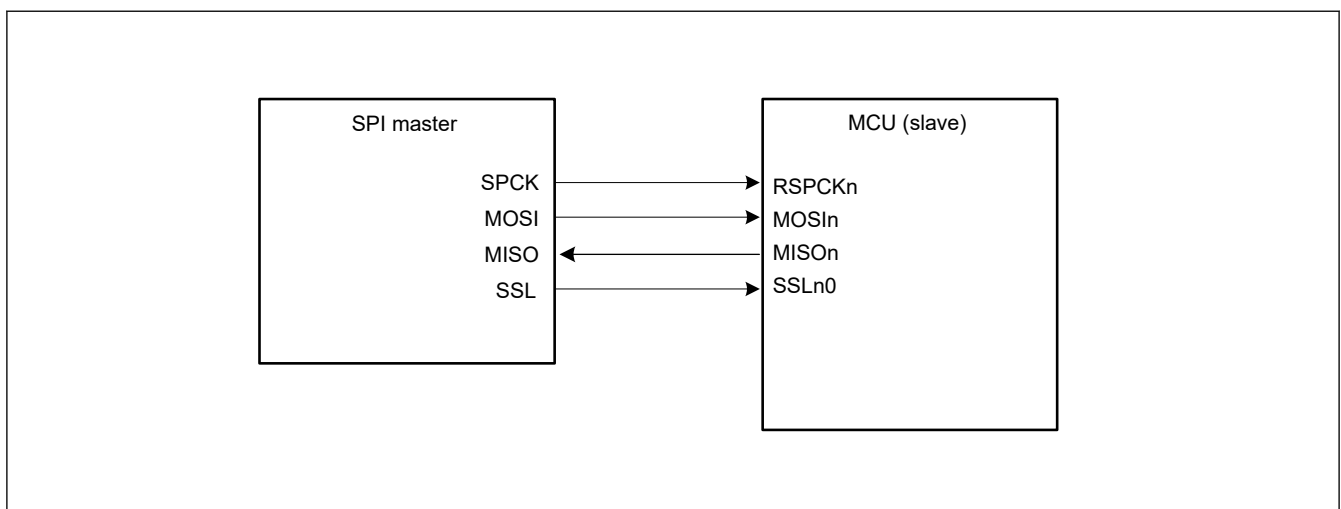 SPI master
SPCK
MOSI
MISO
SSL
MCU (slave)
RSPCKn
MOSIn
MISOn
SSLn0